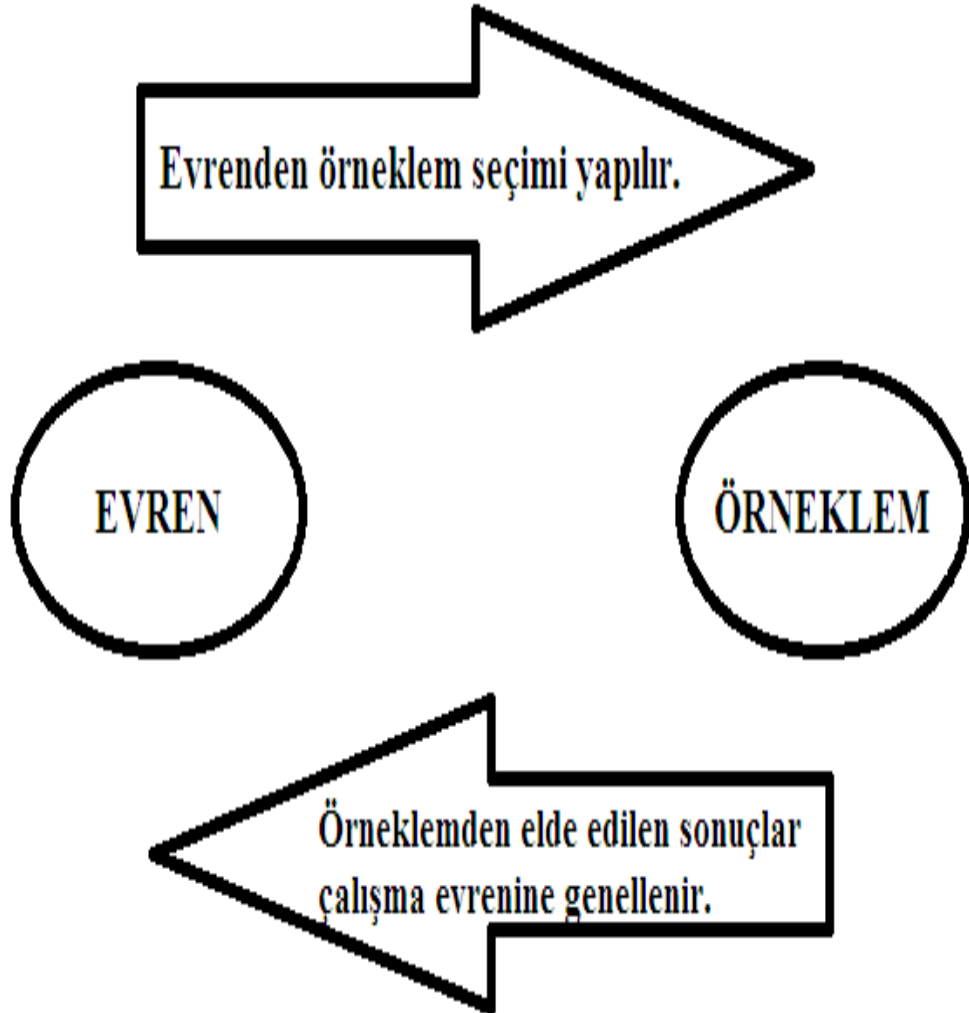 Evrenden örneklem seçimi yapılır.
EVREN
ÖRNEKLEM
Örneklemden elde edilen sonuçlar
çalışma evrenine genellenir.